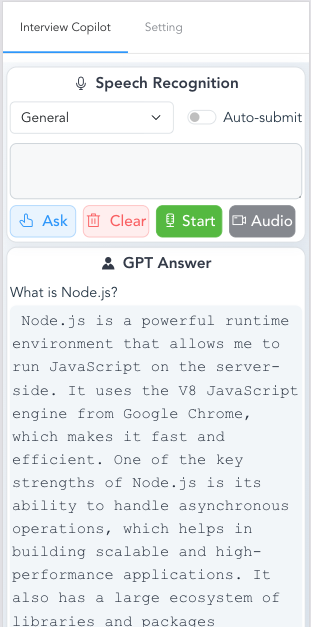 Interview Copilot Setting
Speech Recognition
General Auto-submit
Ask Clear Start Audio
GPT Answer
What is Node.js?
Node.js is a powerful runtime
environment that allows me to
run JavaScript on the server-
side. It uses the V8 JavaScript
engine from Google Chrome,
which makes it fast and
efficient. One of the key
strengths of Node.js is its
ability to handle asynchronous
operations, which helps in
building scalable and high-
performance applications. It
also has a large ecosystem of
libraries and packages